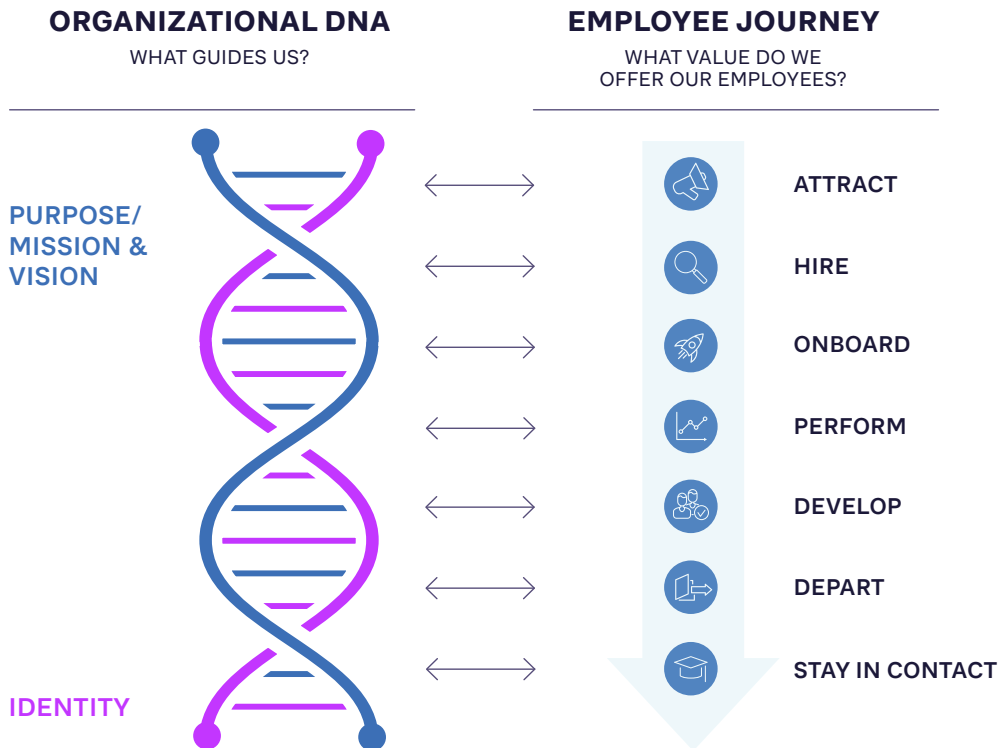 ORGANIZATIONAL DNA
WHAT GUIDES US?
EMPLOYEE JOURNEY
WHAT VALUE DO WE
OFFER OUR EMPLOYEES?
PURPOSE/
MISSION &
VISION
IDENTITY
ATTRACT
HIRE
ONBOARD
PERFORM
DEVELOP
DEPART
STAY IN CONTACT